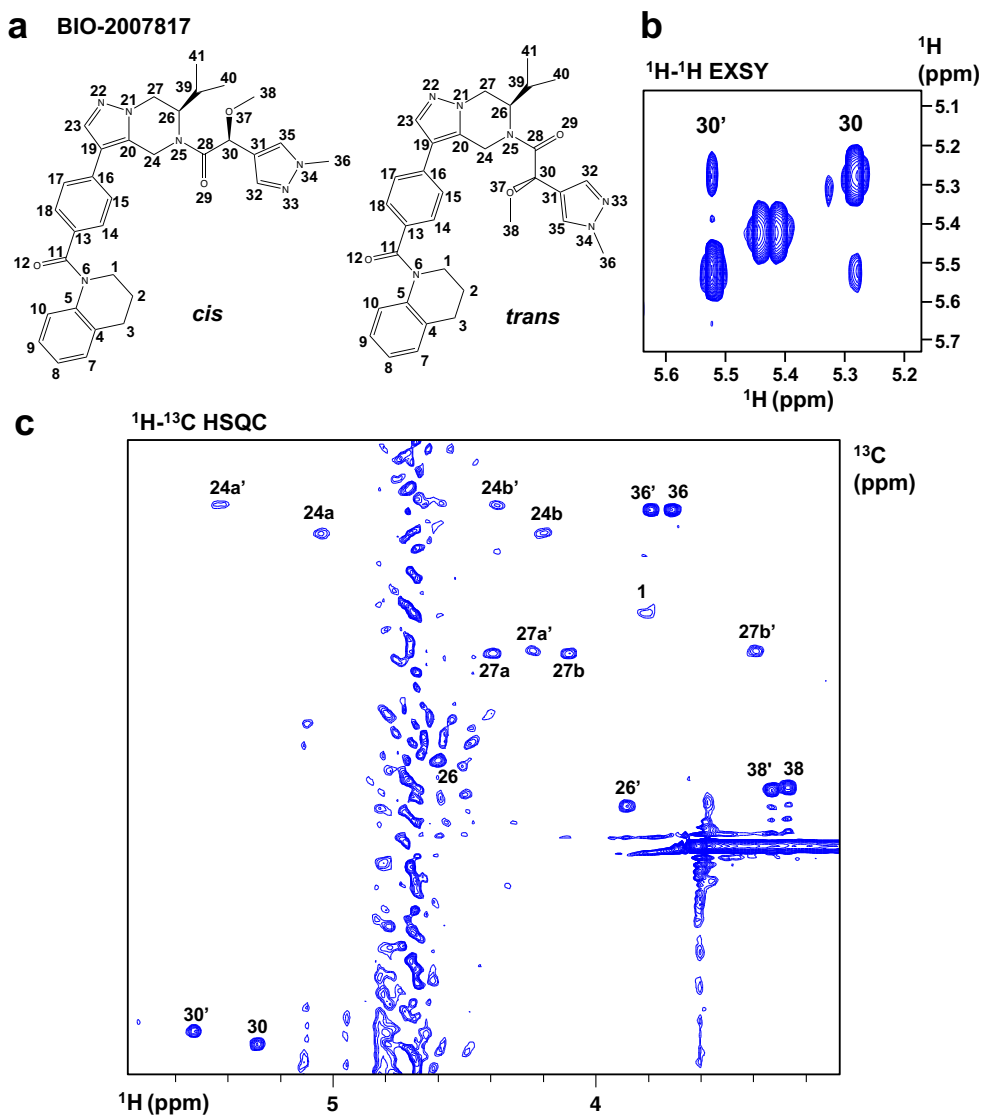 a BIO-2007817
41
40
39
27
22
21
26
38
O
37
23
N
N
N
O
35
19
20
24
25
28
30
31
36
N
34
N
17
16
15
O
29
32
33
18
14
13
12
O
11
6
N
1
5
2
10
4
3
9
8
7
cis
41
40
39
27
22
21
26
N
N
23
N
28
O
29
19
20
24
25
30
32
17
16
15
37
O
31
N
33
18
14
38
35
N
34
13
36
12
O
11
6
N
1
5
2
10
4
3
9
8
7
trans
b
¹H-¹H EXSY
¹H
(ppm)
30’
30
5.1
5.2
5.3
5.4
5.5
5.6
5.7
5.6
5.5
5.4
5.3
5.2
¹H (ppm)
c
¹H-¹³C HSQC
¹³C
(ppm)
24a’
24a
24b’
24b
36’
36
1
27a’
27a
27b
27b’
26
26’
38'
38
30’
30
¹H (ppm)
5
4